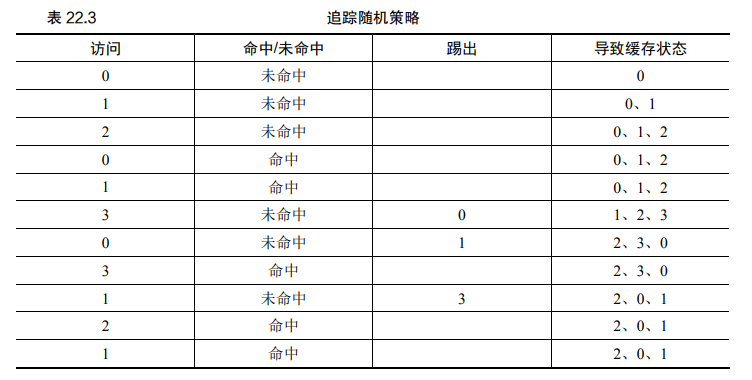 表 22.3 追踪随机策略
访问 命中/未命中 踢出 导致缓存状态
0 未命中 0
1 未命中 0、1
2 未命中 0、1、2
0 命中 0、1、2
1 命中 0、1、2
3 未命中 0 1、2、3
0 未命中 1 2、3、0
3 命中 2、3、0
1 未命中 3 2、0、1
2 命中 2、0、1
1 命中 2、0、1